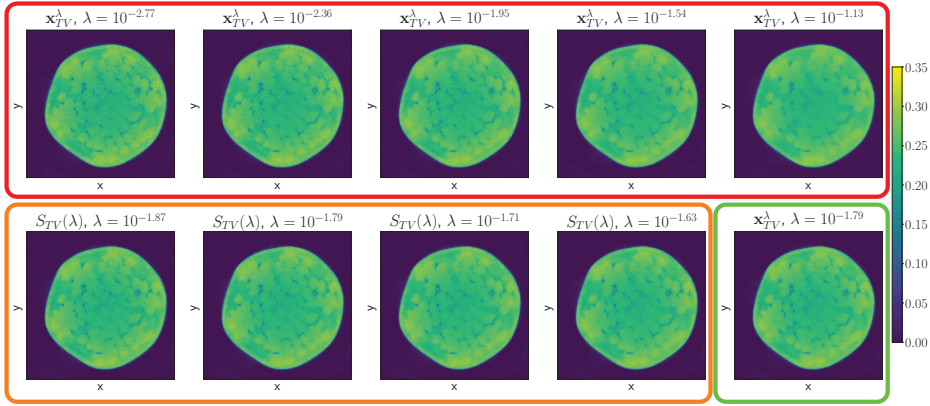 𝐱_{TV}^λ, λ = 10^{−2.77}
𝐱_{TV}^λ, λ = 10^{−2.36}
𝐱_{TV}^λ, λ = 10^{−1.95}
𝐱_{TV}^λ, λ = 10^{−1.54}
𝐱_{TV}^λ, λ = 10^{−1.13}
y
y
y
y
y
x
x
x
x
x
S_{TV}(λ), λ = 10^{−1.87}
S_{TV}(λ), λ = 10^{−1.79}
S_{TV}(λ), λ = 10^{−1.71}
S_{TV}(λ), λ = 10^{−1.63}
𝐱_{TV}^λ, λ = 10^{−1.79}
y
y
y
y
y
x
x
x
x
x
0.35
0.30
0.25
0.20
0.15
0.10
0.05
0.00